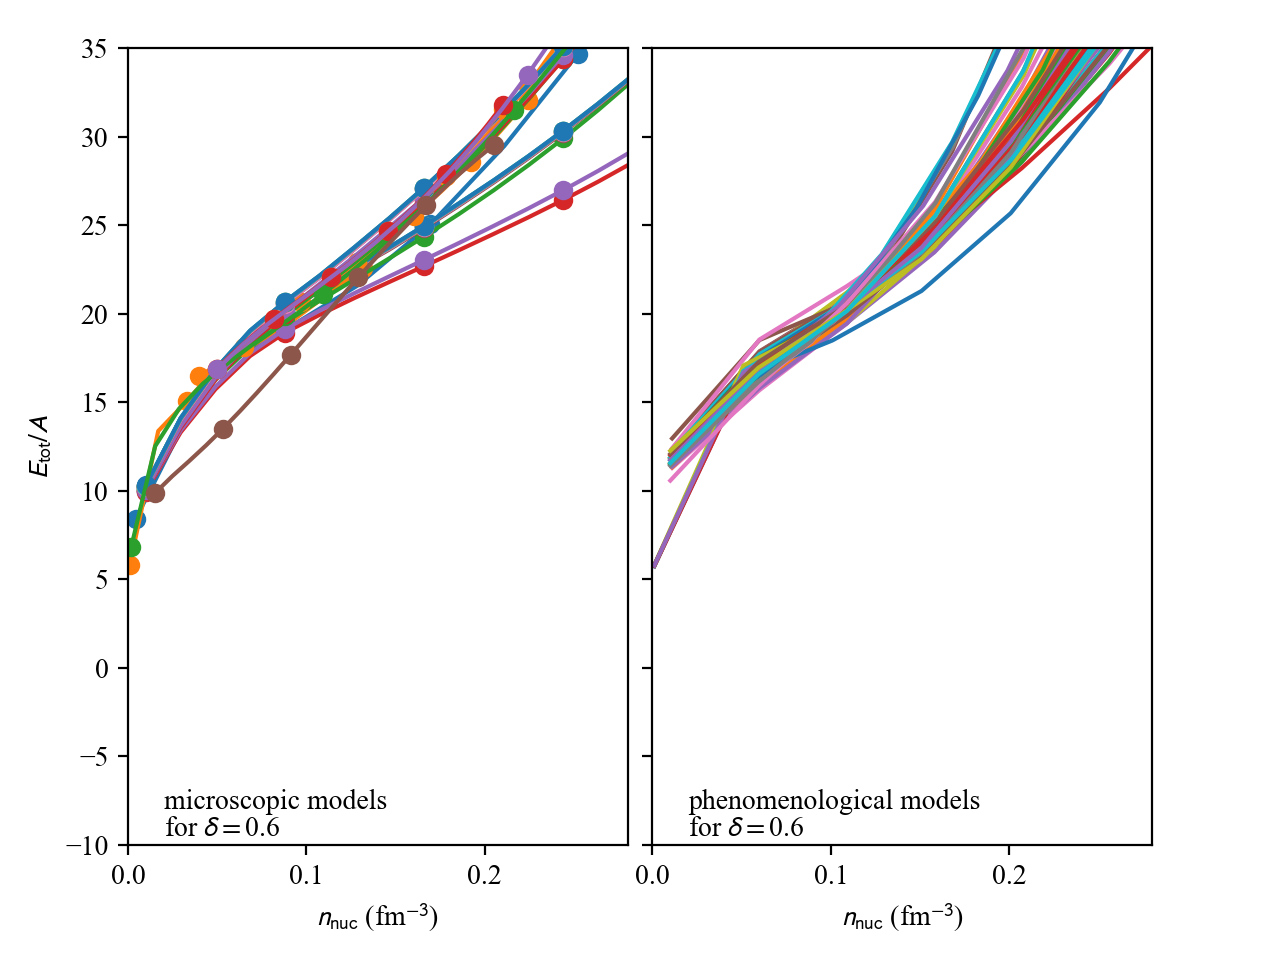 35
30
25
20
15
10
5
0
−5
−10
E_tot/A
microscopic models
for δ = 0.6
phenomenological models
for δ = 0.6
0.0 0.1 0.2
0.0 0.1 0.2
n_nuc (fm⁻³)
n_nuc (fm⁻³)